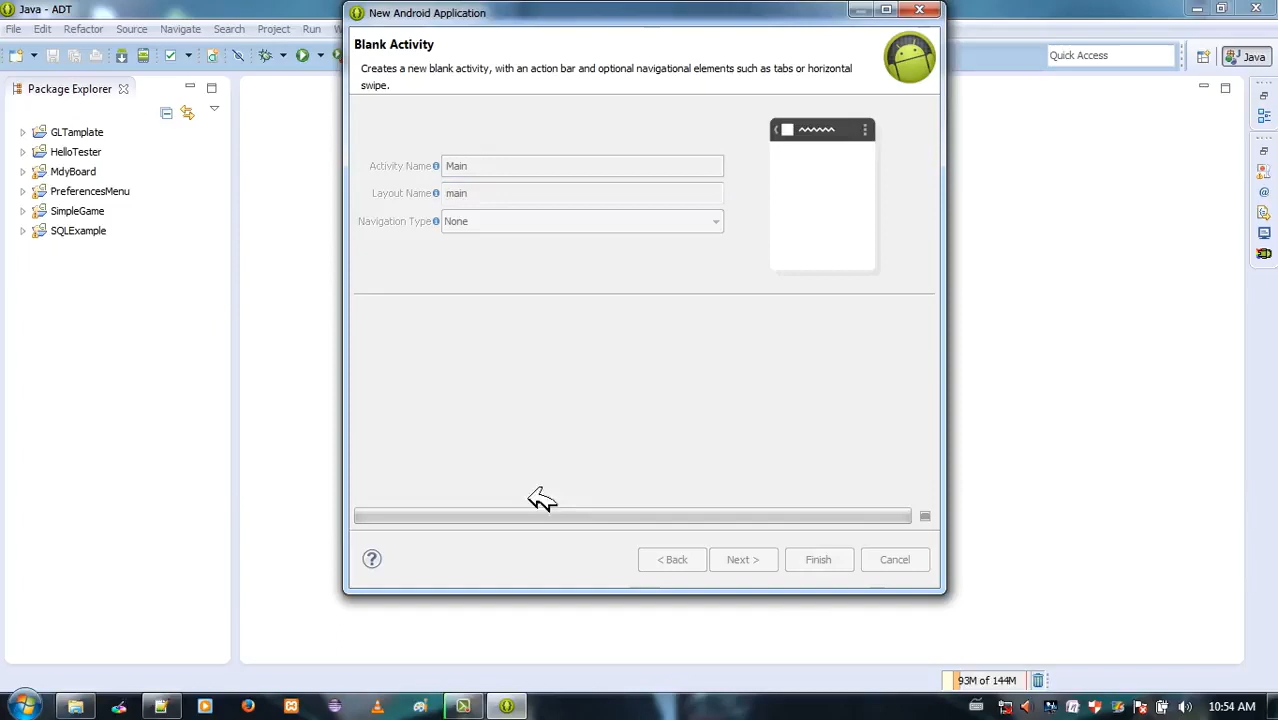 Java - ADT
New Android Application
File Edit Refactor Source Navigate Search Project Run
Quick Access
Java
Package Explorer
GLTamplate
HelloTester
MdyBoard
PreferencesMenu
SimpleGame
SQLExample
Blank Activity
Creates a new blank activity, with an action bar and optional navigational elements such as tabs or horizontal
swipe.
Activity Name Main
Layout Name main
Navigation Type None
< Back Next > Finish Cancel
93M of 144M
10:54 AM